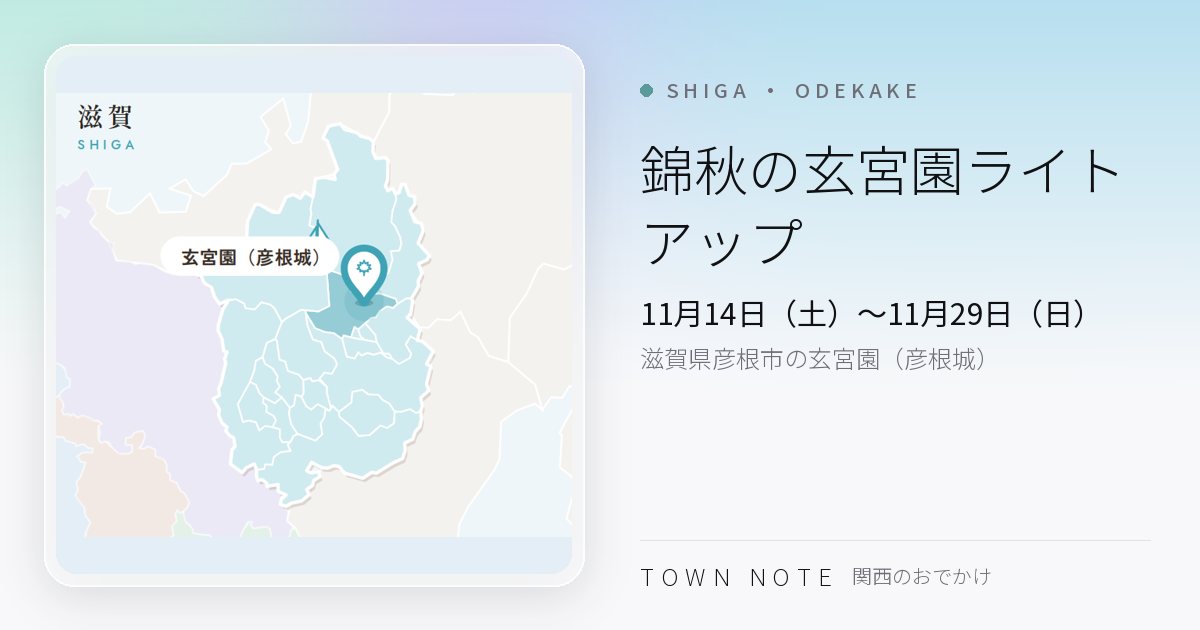 滋賀
SHIGA
玄宮園（彦根城）
SHIGA • ODEKAKE
錦秋の玄宮園ライト
アップ
11月14日（土）〜11月29日（日）
滋賀県彦根市の玄宮園（彦根城）
TOWN NOTE 関西のおでかけ